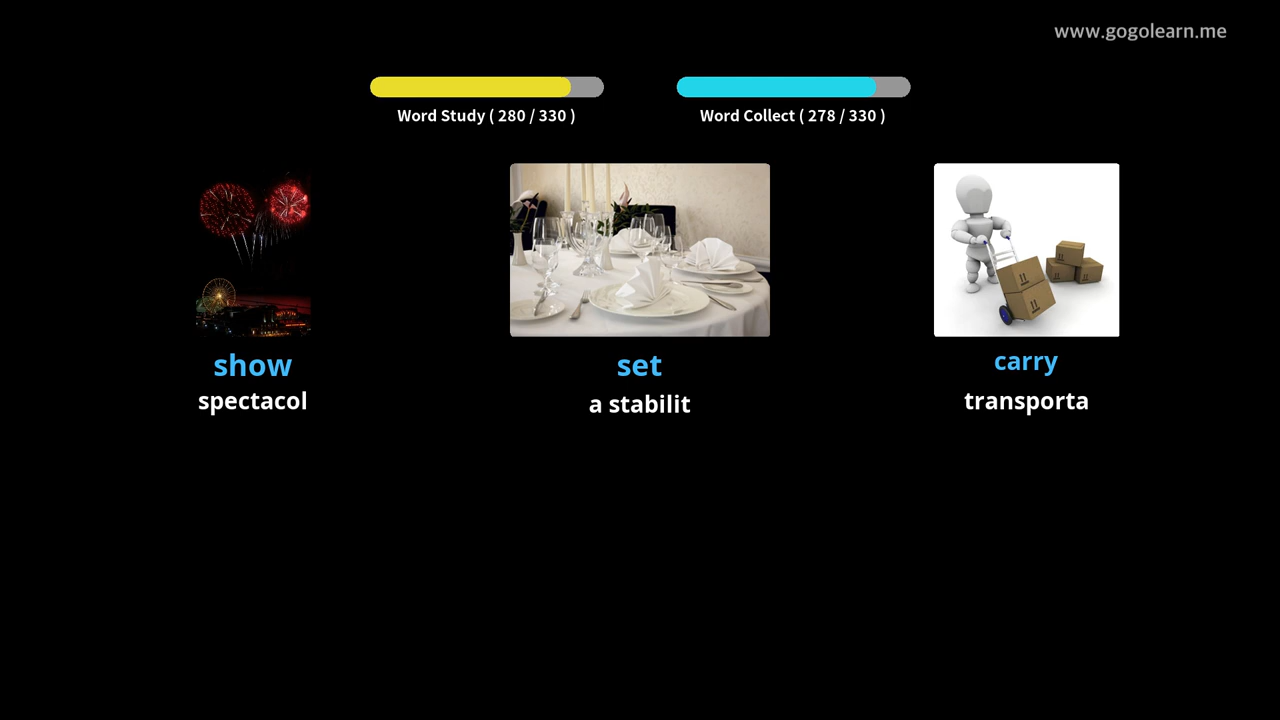 www.gogolearn.me
Word Study ( 280 / 330 )
Word Collect ( 278 / 330 )
show
set
carry
spectacol
a stabilit
transporta